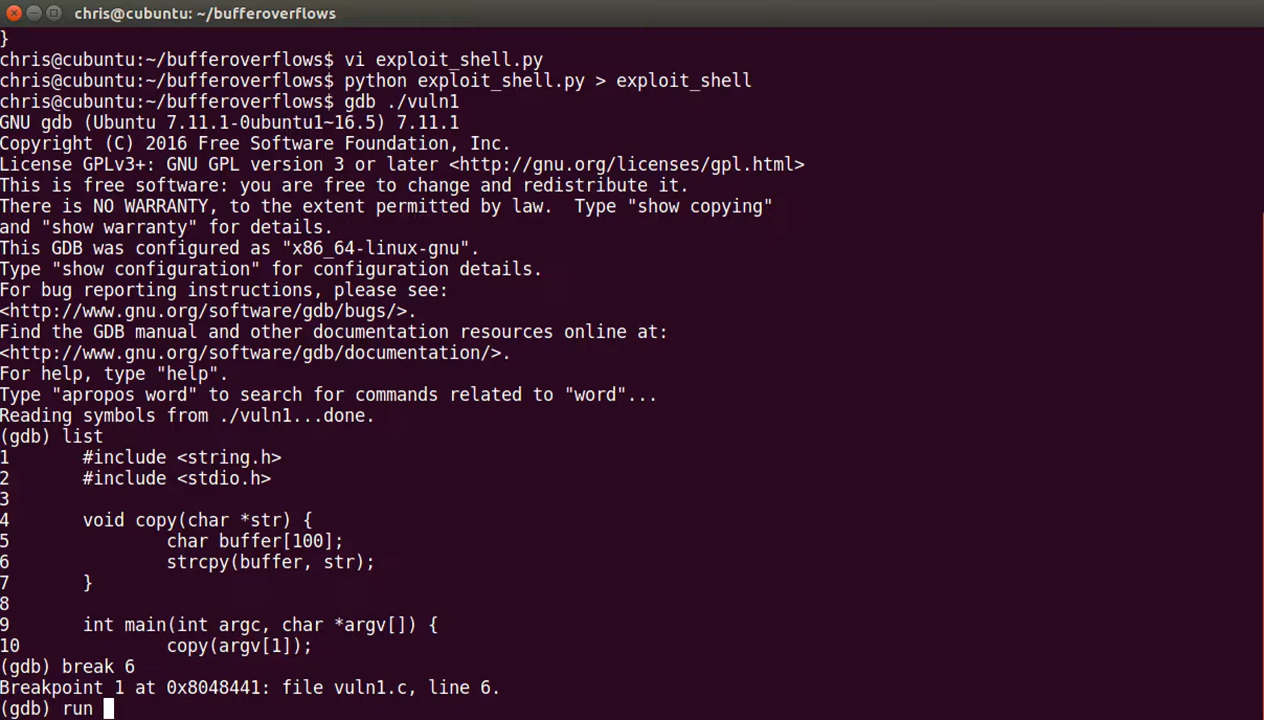 chris@cubuntu: ~/bufferoverflows
}
chris@cubuntu:~/bufferoverflows$ vi exploit_shell.py
chris@cubuntu:~/bufferoverflows$ python exploit_shell.py > exploit_shell
chris@cubuntu:~/bufferoverflows$ gdb ./vuln1
GNU gdb (Ubuntu 7.11.1-0ubuntu1~16.5) 7.11.1
Copyright (C) 2016 Free Software Foundation, Inc.
License GPLv3+: GNU GPL version 3 or later <http://gnu.org/licenses/gpl.html>
This is free software: you are free to change and redistribute it.
There is NO WARRANTY, to the extent permitted by law.  Type "show copying"
and "show warranty" for details.
This GDB was configured as "x86_64-linux-gnu".
Type "show configuration" for configuration details.
For bug reporting instructions, please see:
<http://www.gnu.org/software/gdb/bugs/>.
Find the GDB manual and other documentation resources online at:
<http://www.gnu.org/software/gdb/documentation/>.
For help, type "help".
Type "apropos word" to search for commands related to "word"...
Reading symbols from ./vuln1...done.
(gdb) list
1       #include <string.h>
2       #include <stdio.h>
3
4       void copy(char *str) {
5               char buffer[100];
6               strcpy(buffer, str);
7       }
8
9       int main(int argc, char *argv[]) {
10              copy(argv[1]);
(gdb) break 6
Breakpoint 1 at 0x8048441: file vuln1.c, line 6.
(gdb) run